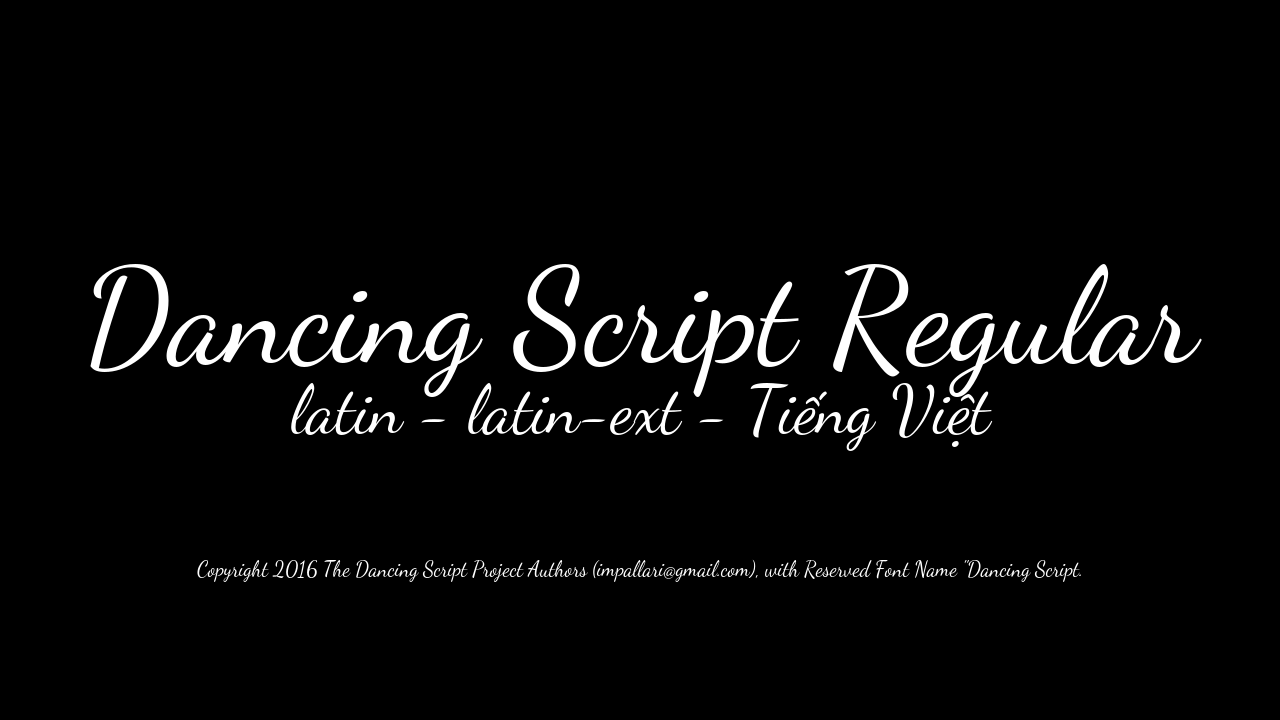 Dancing Script Regular
latin - latin-ext - Tiếng Việt
Copyright 2016 The Dancing Script Project Authors (impallari@gmail.com), with Reserved Font Name "Dancing Script.